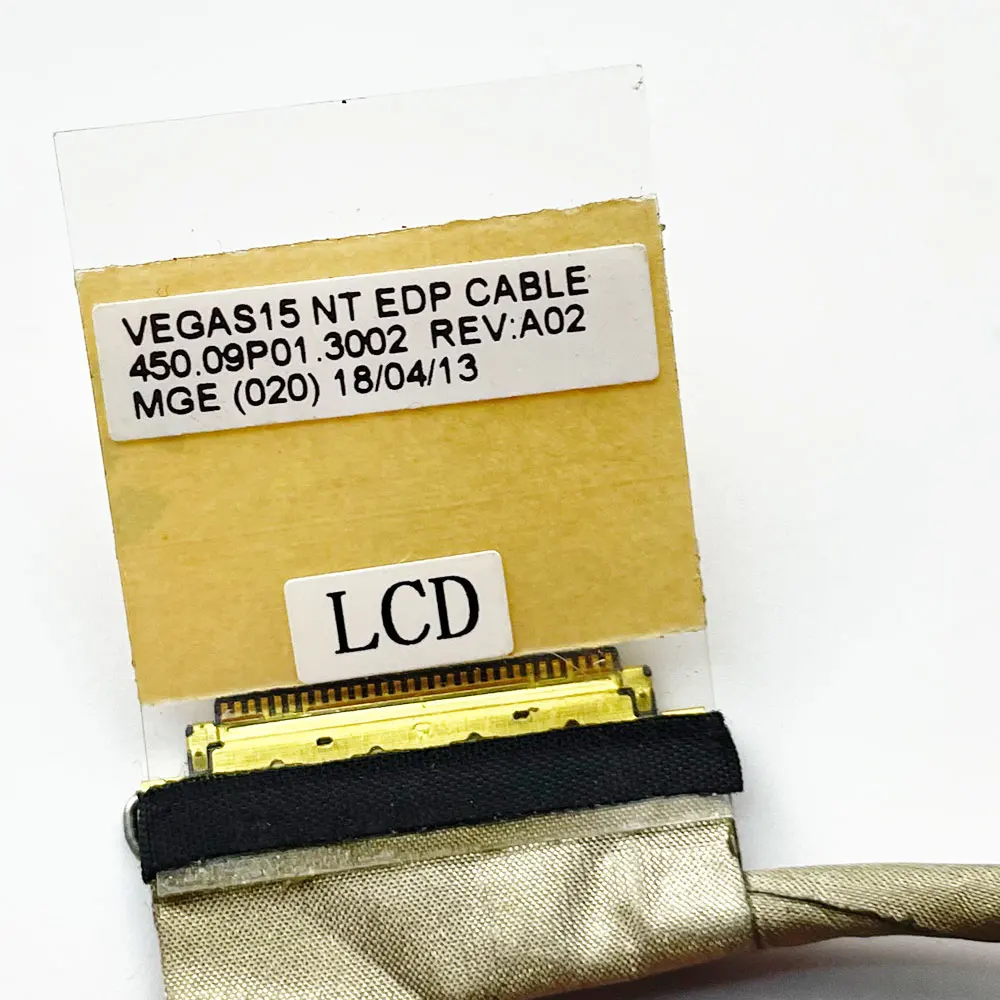 VEGAS15 NT EDP CABLE
450.09P01.3002 REV:A02
MGE (020) 18/04/13
LCD